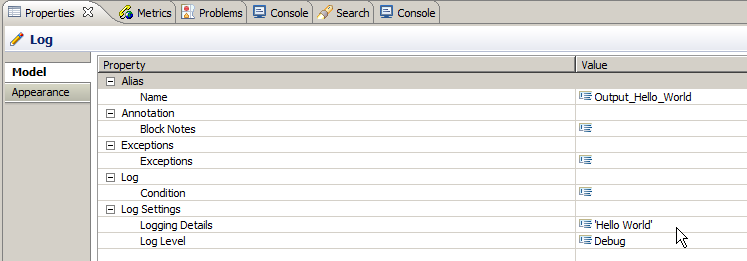 Properties Metrics Problems Console Search Console
Log
Model
Appearance
Property Value
Alias
Name Output_Hello_World
Annotation
Block Notes
Exceptions
Exceptions
Log
Condition
Log Settings
Logging Details 'Hello World'
Log Level Debug